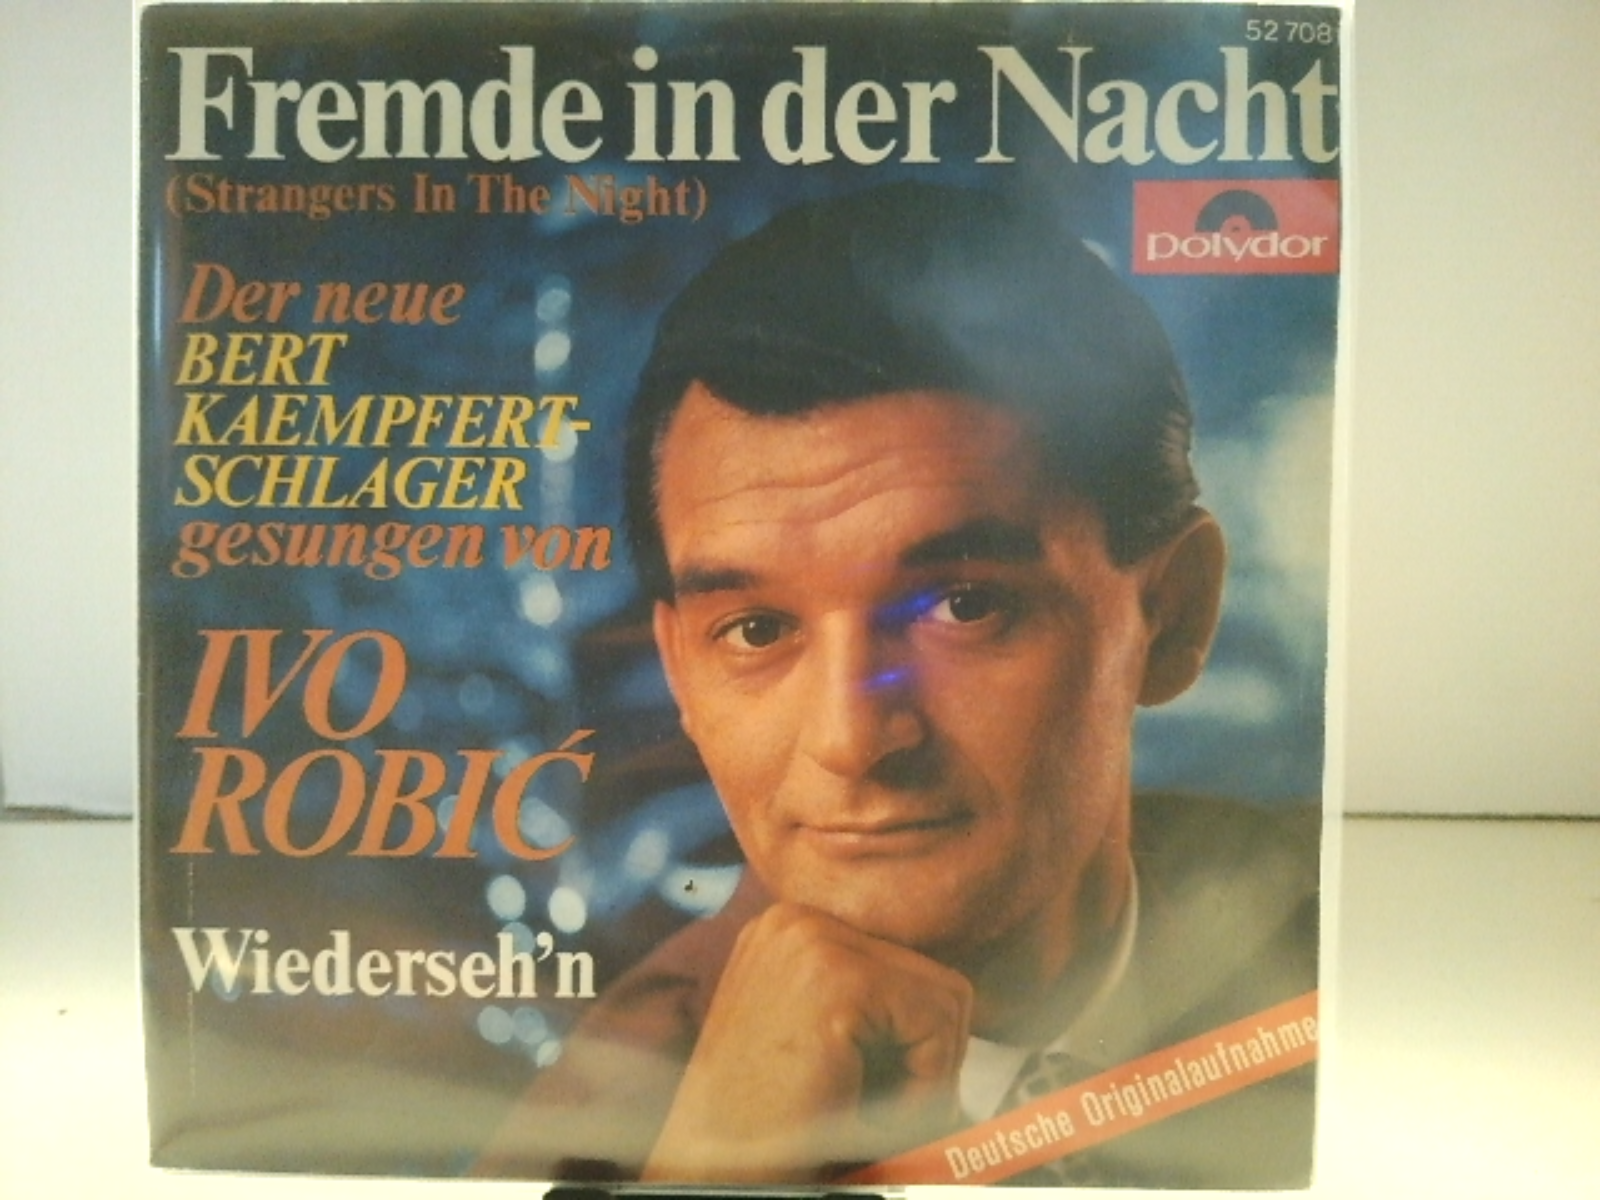 52 708
Fremde in der Nacht
(Strangers In The Night)
polydor
Der neue
BERT
KAEMPFERT-
SCHLAGER
gesungen von
IVO
ROBIĆ
Wiederseh'n
Deutsche Originalaufnahme